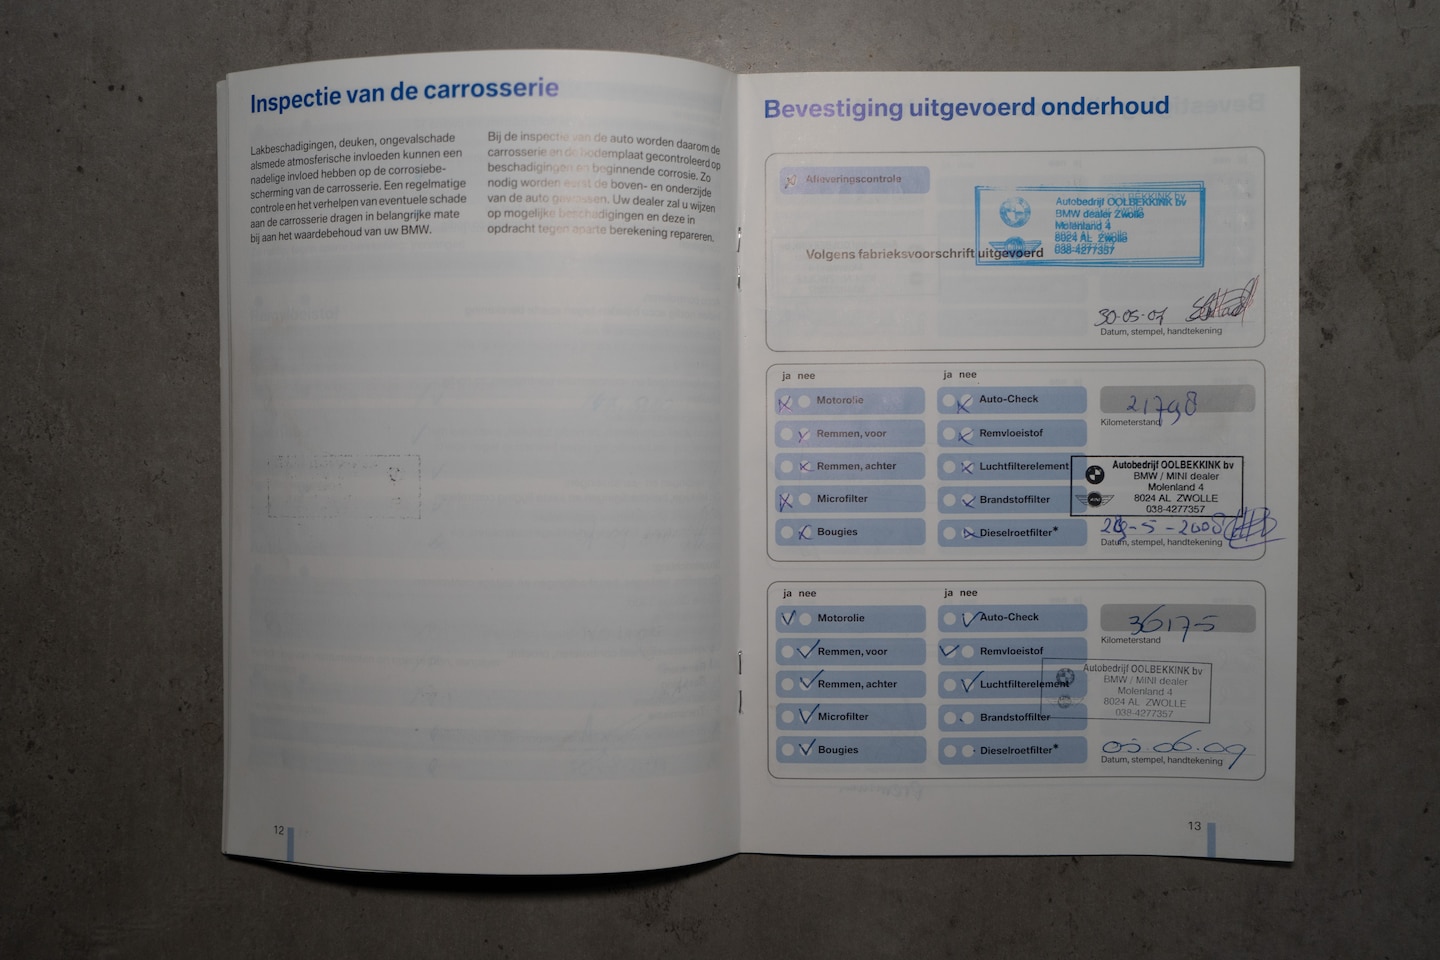 Inspectie van de carrosserie
Lakbeschadigingen, deuken, ongevalschade
alsmede atmosferische invloeden kunnen een
nadelige invloed hebben op de corrosiebe-
scherming van de carrosserie. Een regelmatige
controle en het verhelpen van eventuele schade
aan de carrosserie dragen in belangrijke mate
bij aan het waardebehoud van uw BMW.
Bij de inspectie van de auto worden daarom de
carrosserie en de bodemplaat gecontroleerd op
beschadigingen en beginnende corrosie. Zo
nodig worden eerst de boven- en onderzijde
van de auto gewassen. Uw dealer zal u wijzen
op mogelijke beschadigingen en deze in
opdracht tegen aparte berekening repareren.
12
Bevestiging uitgevoerd onderhoud
Afleveringscontrole
Autobedrijf OOLBEKKINK bv
BMW dealer Zwolle
Molenland 4
8024 AL Zwolle
038-4277357
Volgens fabrieksvoorschrift uitgevoerd
30-05-07
Datum, stempel, handtekening
ja nee
Motorolie
Remmen, voor
Remmen, achter
Microfilter
Bougies
ja nee
Auto-Check
Remvloeistof
Luchtfilterelement
Brandstoffilter
Dieselroetfilter*
21798
Kilometerstand
Autobedrijf OOLBEKKINK bv
BMW / MINI dealer
Molenland 4
8024 AL ZWOLLE
038-4277357
-5-2008
Datum, stempel, handtekening
ja nee
Motorolie
Remmen, voor
Remmen, achter
Microfilter
Bougies
ja nee
Auto-Check
Remvloeistof
Luchtfilterelement
Brandstoffilter
Dieselroetfilter*
36175
Kilometerstand
Autobedrijf OOLBEKKINK bv
BMW / MINI dealer
Molenland 4
8024 AL ZWOLLE
038-4277357
05.06.09
Datum, stempel, handtekening
13